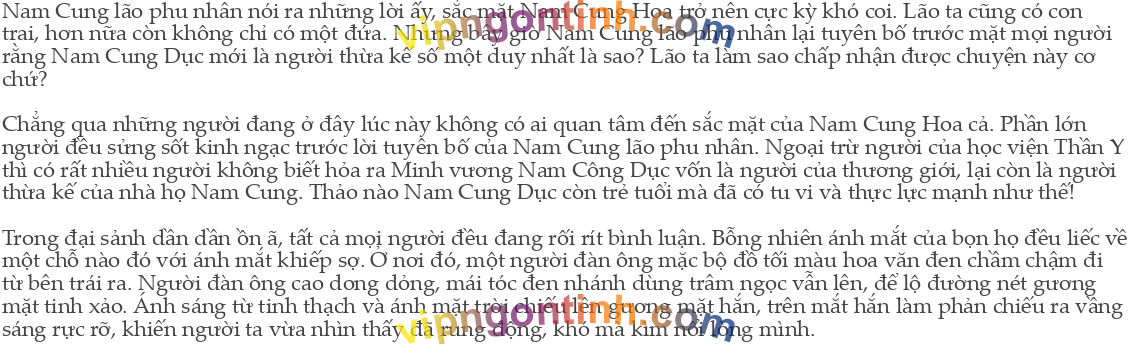 Nam Cung lão phu nhân nói ra những lời ấy, sắc mặt Nam Cung Hoa trở nên cực kỳ khó coi. Lão ta cũng có con
trai, hơn nữa còn không chỉ có một đứa. Nhưng bây giờ Nam Cung lão phu nhân lại tuyên bố trước mặt mọi người
rằng Nam Cung Dục mới là người thừa kế số một duy nhất là sao? Lão ta làm sao chấp nhận được chuyện này cơ
chứ?
Chẳng qua những người đang ở đây lúc này không có ai quan tâm đến sắc mặt của Nam Cung Hoa cả. Phần lớn
người đều sửng sốt kinh ngạc trước lời tuyên bố của Nam Cung lão phu nhân. Ngoại trừ người của học viện Thần Y
thì có rất nhiều người không biết hóa ra Minh vương Nam Công Dục vốn là người của thương giới, lại còn là người
thừa kế của nhà họ Nam Cung. Thảo nào Nam Cung Dục còn trẻ tuổi mà đã có tu vi và thực lực mạnh như thế!
Trong đại sảnh dần dần ồn ã, tất cả mọi người đều đang rối rít bình luận. Bỗng nhiên ánh mắt của bọn họ đều liếc về
một chỗ nào đó với ánh mắt khiếp sợ. Ở nơi đó, một người đàn ông mặc bộ đồ tối màu hoa văn đen chầm chậm đi
từ bên trái ra. Người đàn ông cao dong dỏng, mái tóc đen nhánh dùng trâm ngọc vấn lên, để lộ đường nét gương
mặt tinh xảo. Ánh sáng từ tinh thạch và ánh mặt trời chiếu lên gương mặt hắn, trên mắt hắn làm phản chiếu ra vầng
sáng rực rỡ, khiến người ta vừa nhìn thấy đã rung động, khó mà kìm nổi lòng mình.
vipngontinh.com
vipngontinh.com